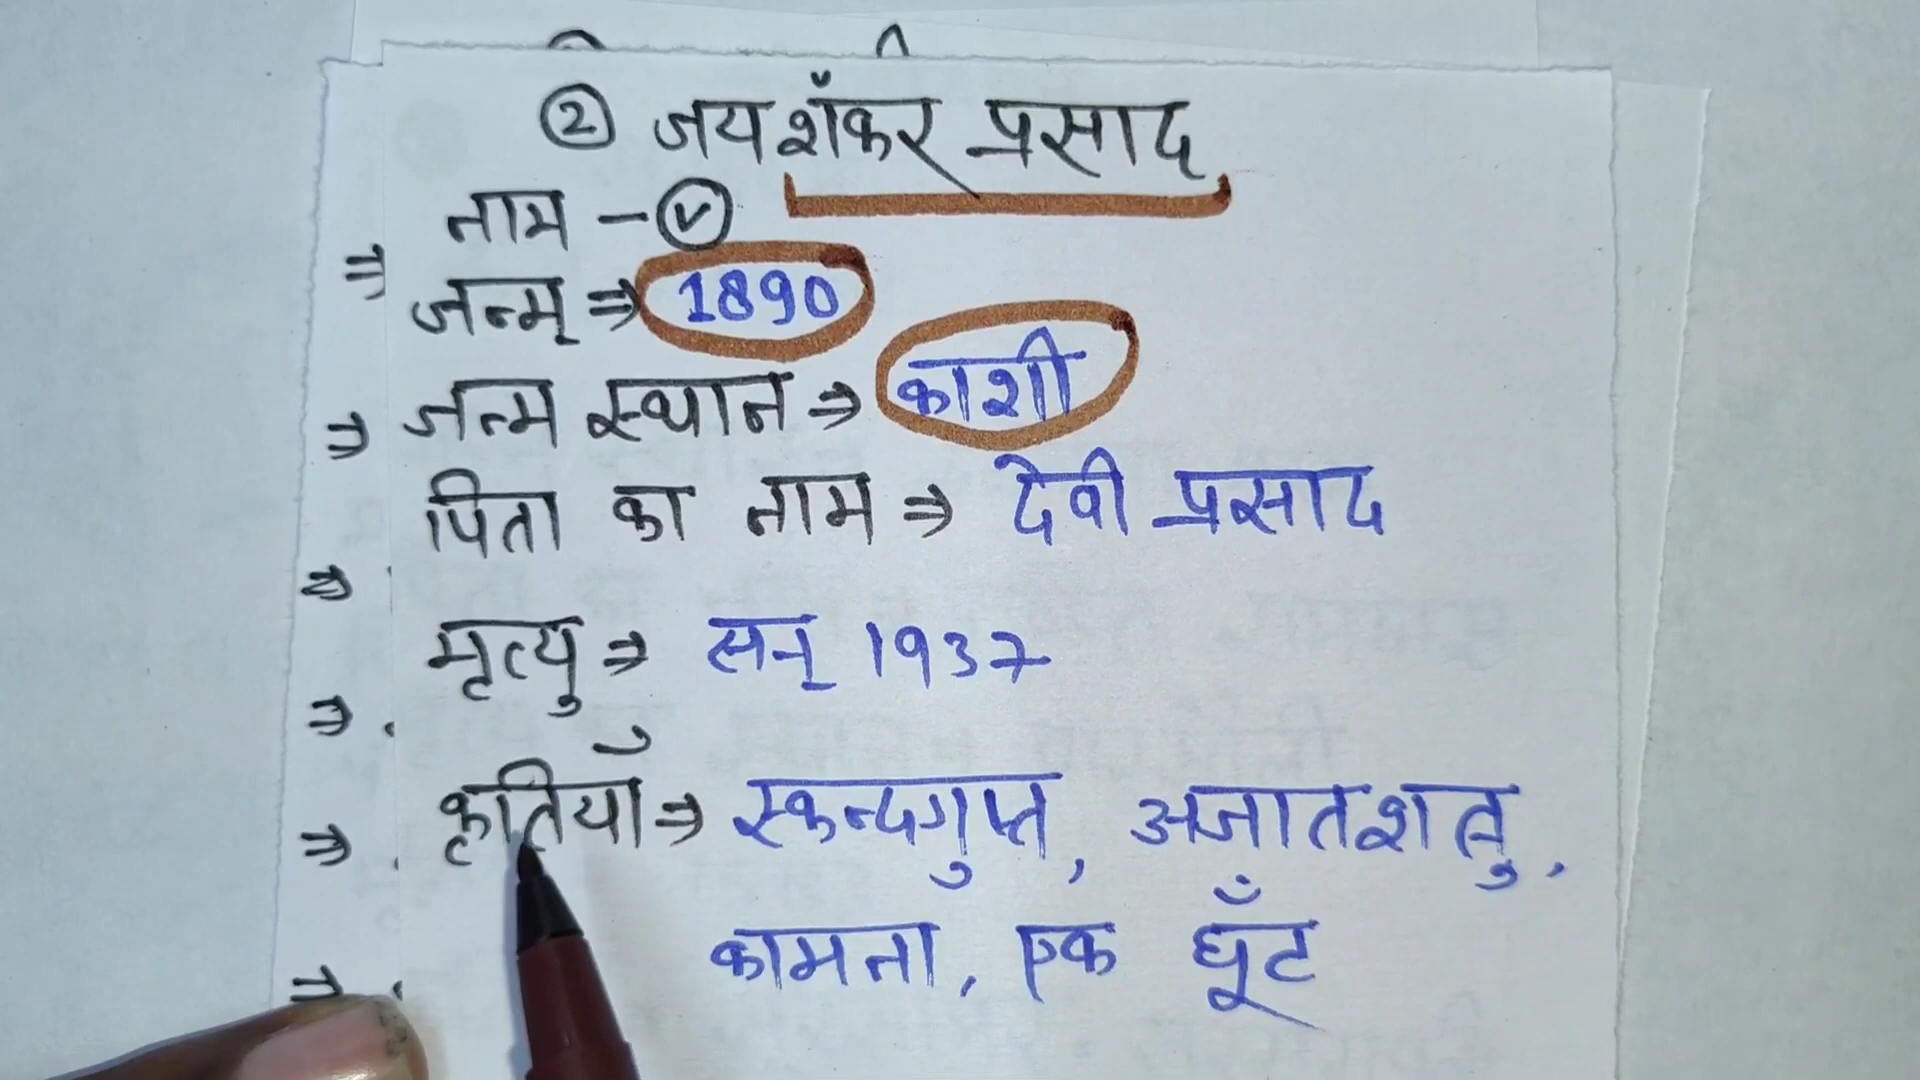 ② जयशंकर प्रसाद
नाम -
जन्म ⇒ 1890
जन्म स्थान ⇒ काशी
पिता का नाम ⇒ देवी प्रसाद
मृत्यु ⇒ सन् 1937
कृतियाँ ⇒ स्कन्दगुप्त, अजातशत्रु,
कामना, एक घूँट